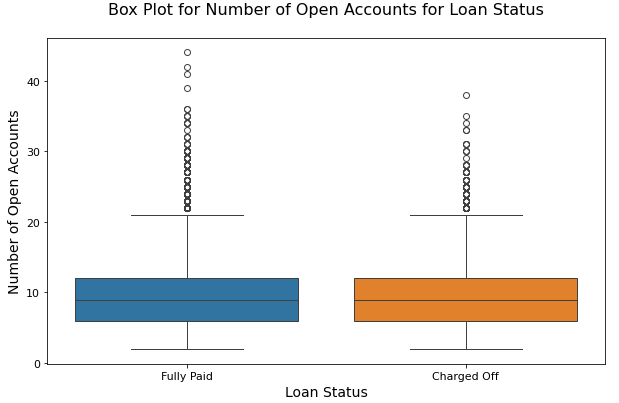 Box Plot for Number of Open Accounts for Loan Status
Number of Open Accounts
40
30
20
10
0
Fully Paid
Charged Off
Loan Status